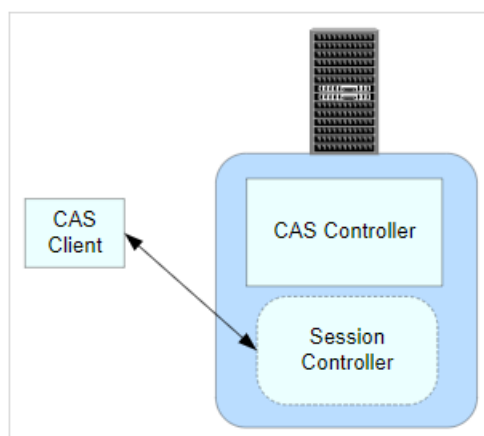 CAS
Client
CAS Controller
Session
Controller